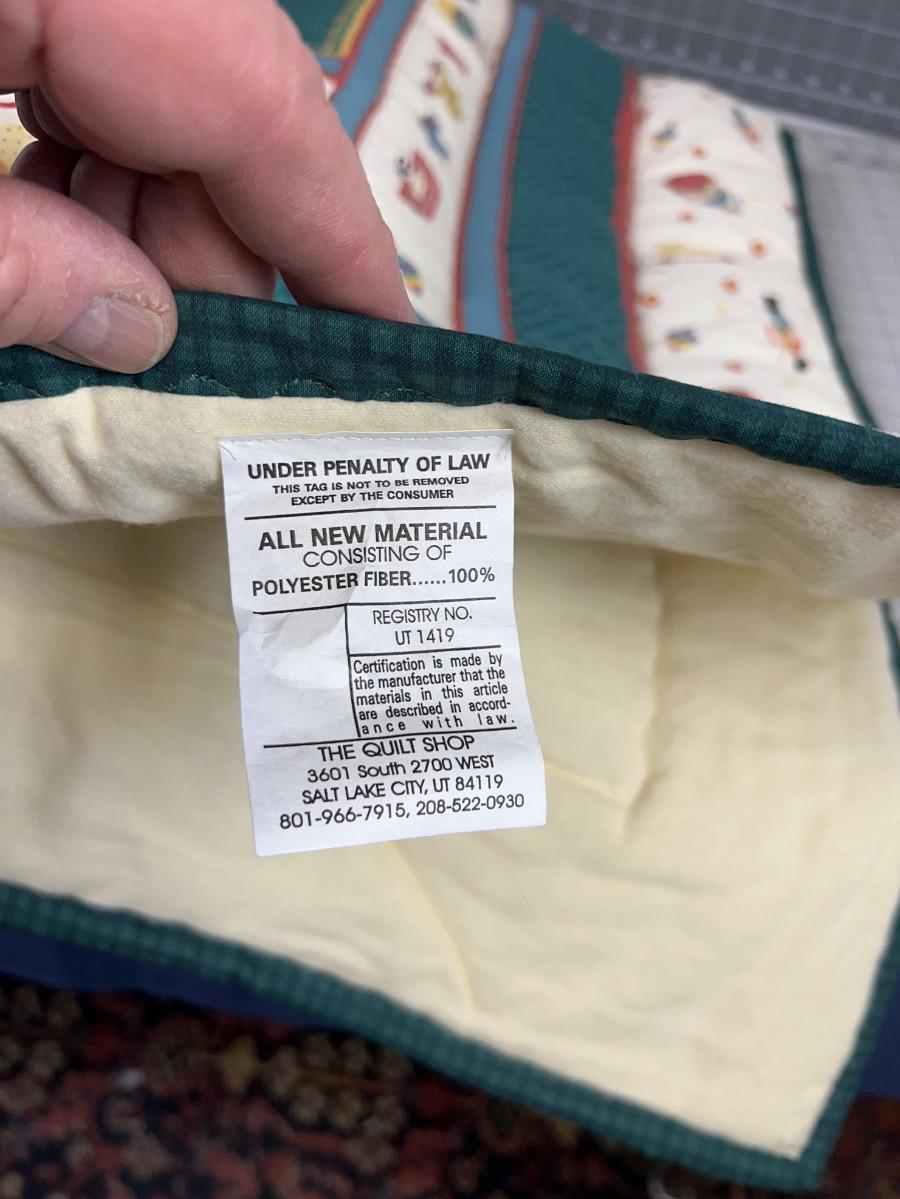 UNDER PENALTY OF LAW
THIS TAG IS NOT TO BE REMOVED
EXCEPT BY THE CONSUMER
ALL NEW MATERIAL
CONSISTING OF
POLYESTER FIBER......100%
REGISTRY NO.
UT 1419
Certification is made by
the manufacturer that the
materials in this article
are described in accord-
ance with law.
THE QUILT SHOP
3601 South 2700 WEST
SALT LAKE CITY, UT 84119
801-966-7915, 208-522-0930